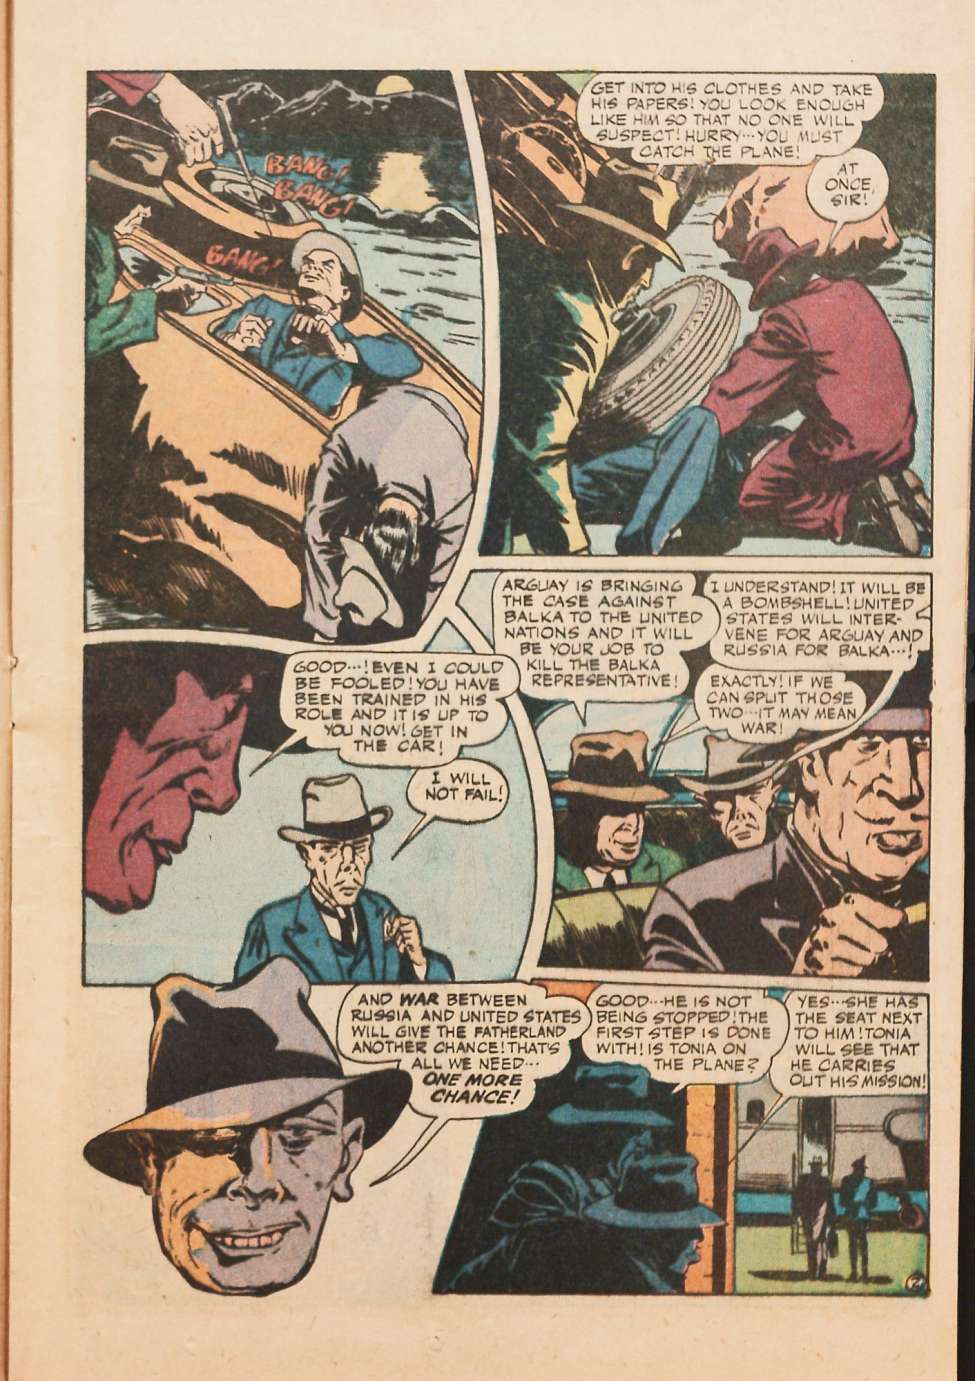 BANG!
BANG!
BANG!
GET INTO HIS CLOTHES AND TAKE
HIS PAPERS! YOU LOOK ENOUGH
LIKE HIM SO THAT NO ONE WILL
SUSPECT! HURRY---YOU MUST
CATCH THE PLANE!
AT
ONCE,
SIR!
GOOD---! EVEN I COULD
BE FOOLED! YOU HAVE
BEEN TRAINED IN HIS
ROLE AND IT IS UP TO
YOU NOW! GET IN
THE CAR!
I WILL
NOT FAIL!
ARGUAY IS BRINGING
THE CASE AGAINST
BALKA TO THE UNITED
NATIONS AND IT WILL
BE YOUR JOB TO
KILL THE BALKA
REPRESENTATIVE!
I UNDERSTAND! IT WILL BE
A BOMBSHELL! UNITED
STATES WILL INTER-
VENE FOR ARGUAY AND
RUSSIA FOR BALKA---!
EXACTLY! IF WE
CAN SPLIT THOSE
TWO---IT MAY MEAN
WAR!
AND WAR BETWEEN
RUSSIA AND UNITED STATES
WILL GIVE THE FATHERLAND
ANOTHER CHANCE! THAT'S
ALL WE NEED---
ONE MORE
CHANCE!
GOOD---HE IS NOT
BEING STOPPED! THE
FIRST STEP IS DONE
WITH! IS TONIA ON
THE PLANE?
YES---SHE HAS
THE SEAT NEXT
TO HIM! TONIA
WILL SEE THAT
HE CARRIES
OUT HIS MISSION!
2